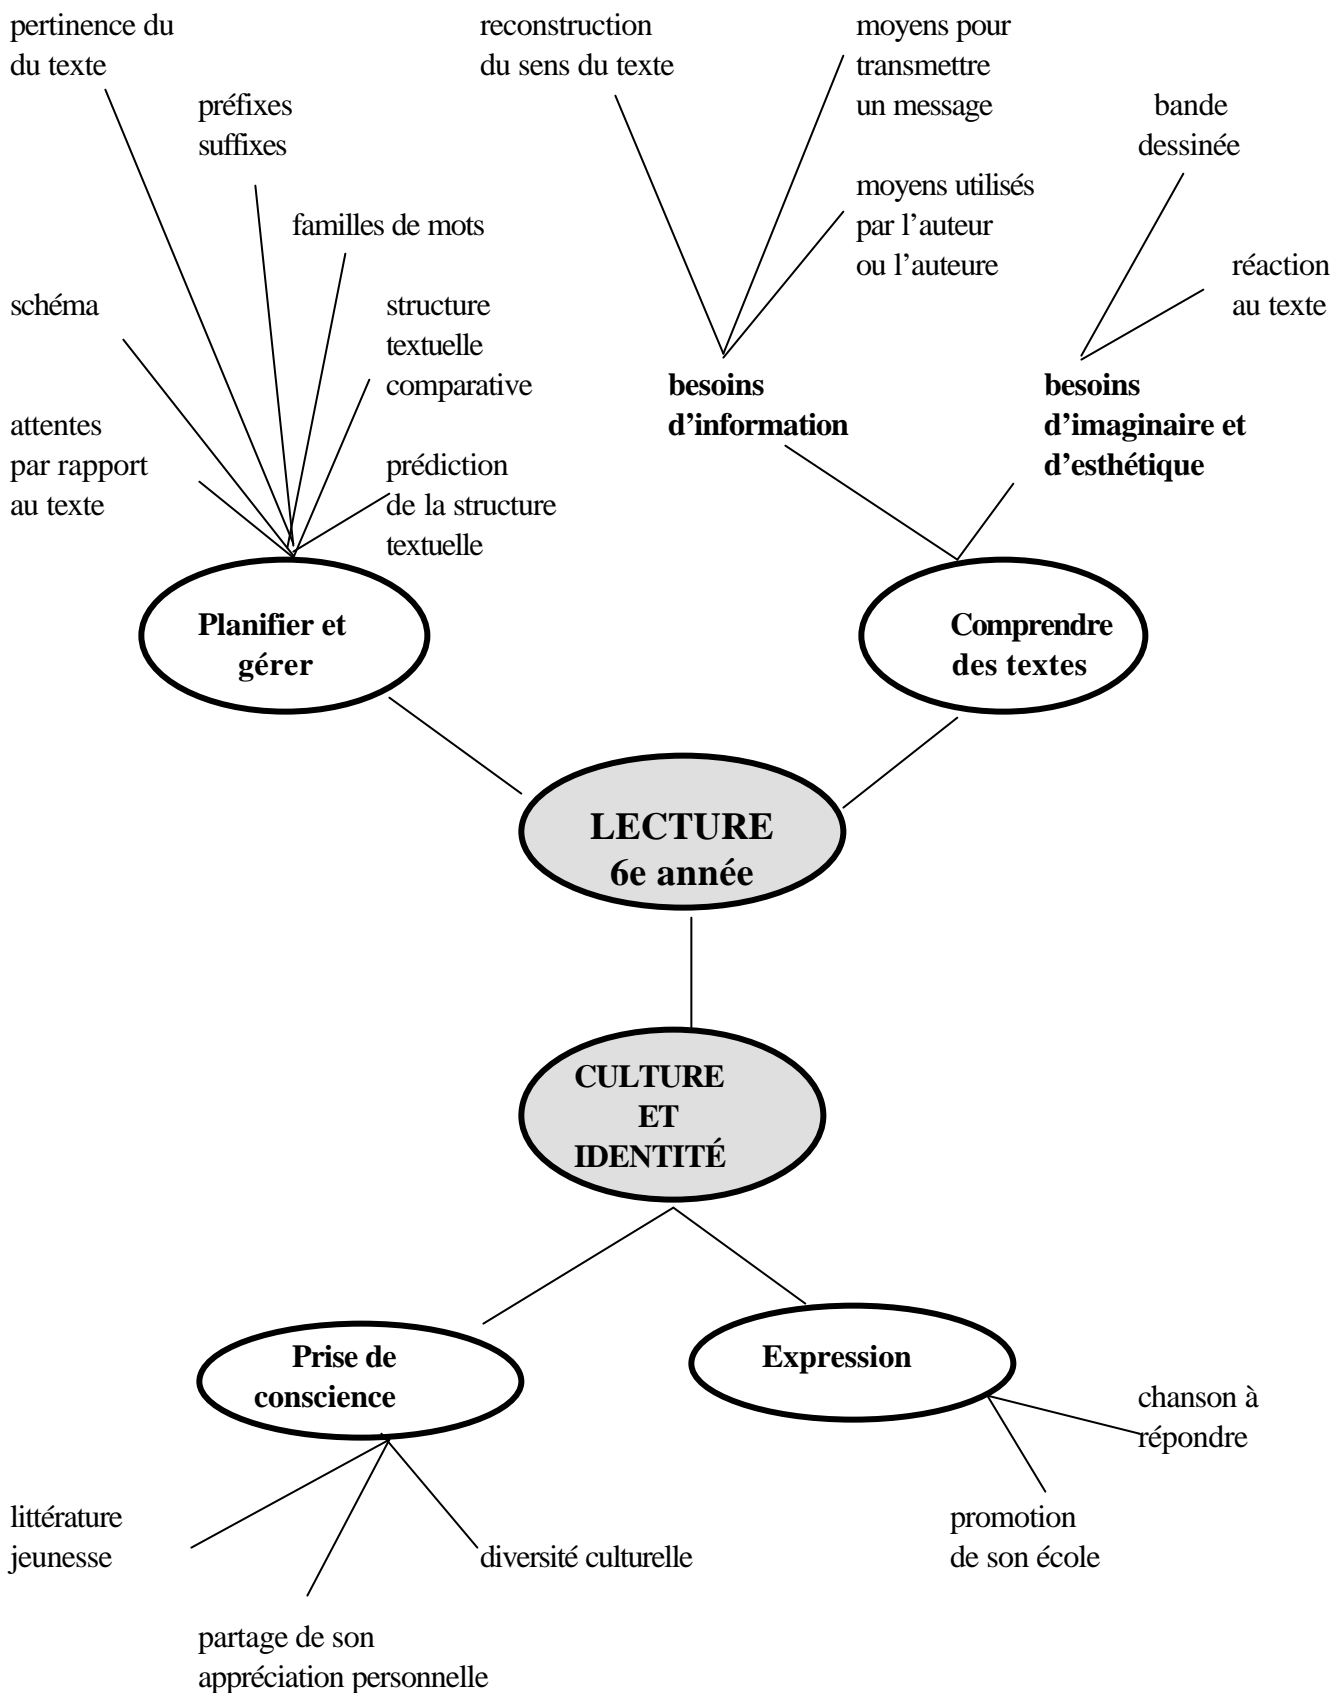 pertinence du
du texte
reconstruction
du sens du texte
moyens pour
transmettre
un message
préfixes
suffixes
bande
dessinée
familles de mots
moyens utilisés
par l’auteur
ou l’auteure
réaction
au texte
schéma
structure
textuelle
comparative
besoins
d’information
besoins
d’imaginaire et
d’esthétique
attentes
par rapport
au texte
prédiction
de la structure
textuelle
Planifier et
gérer
Comprendre
des textes
LECTURE
6e année
CULTURE
ET
IDENTITÉ
Prise de
conscience
Expression
chanson à
répondre
littérature
jeunesse
diversité culturelle
promotion
de son école
partage de son
appréciation personnelle